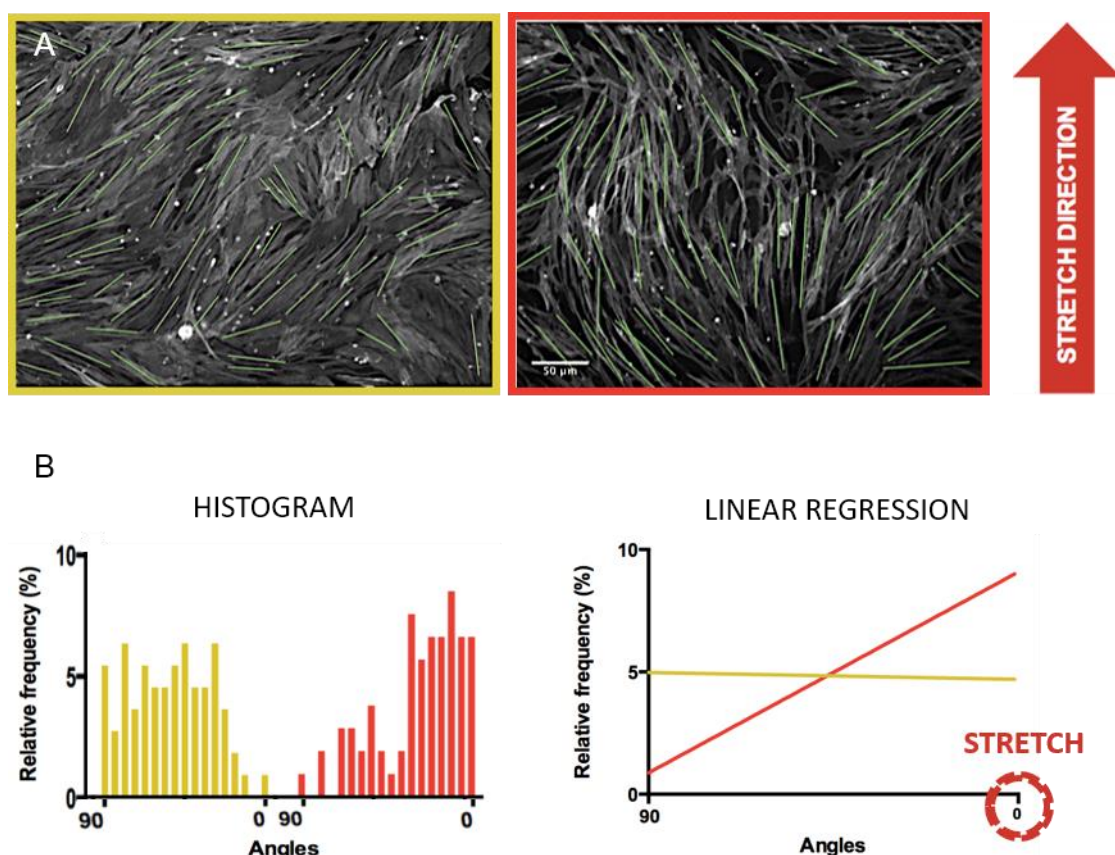 A
STRETCH DIRECTION
50 µm
B
HISTOGRAM
LINEAR REGRESSION
10
5
0
Relative frequency (%)
90
0
90
0
Angles
Angles
10
5
0
Relative frequency (%)
STRETCH
90
0
Angles